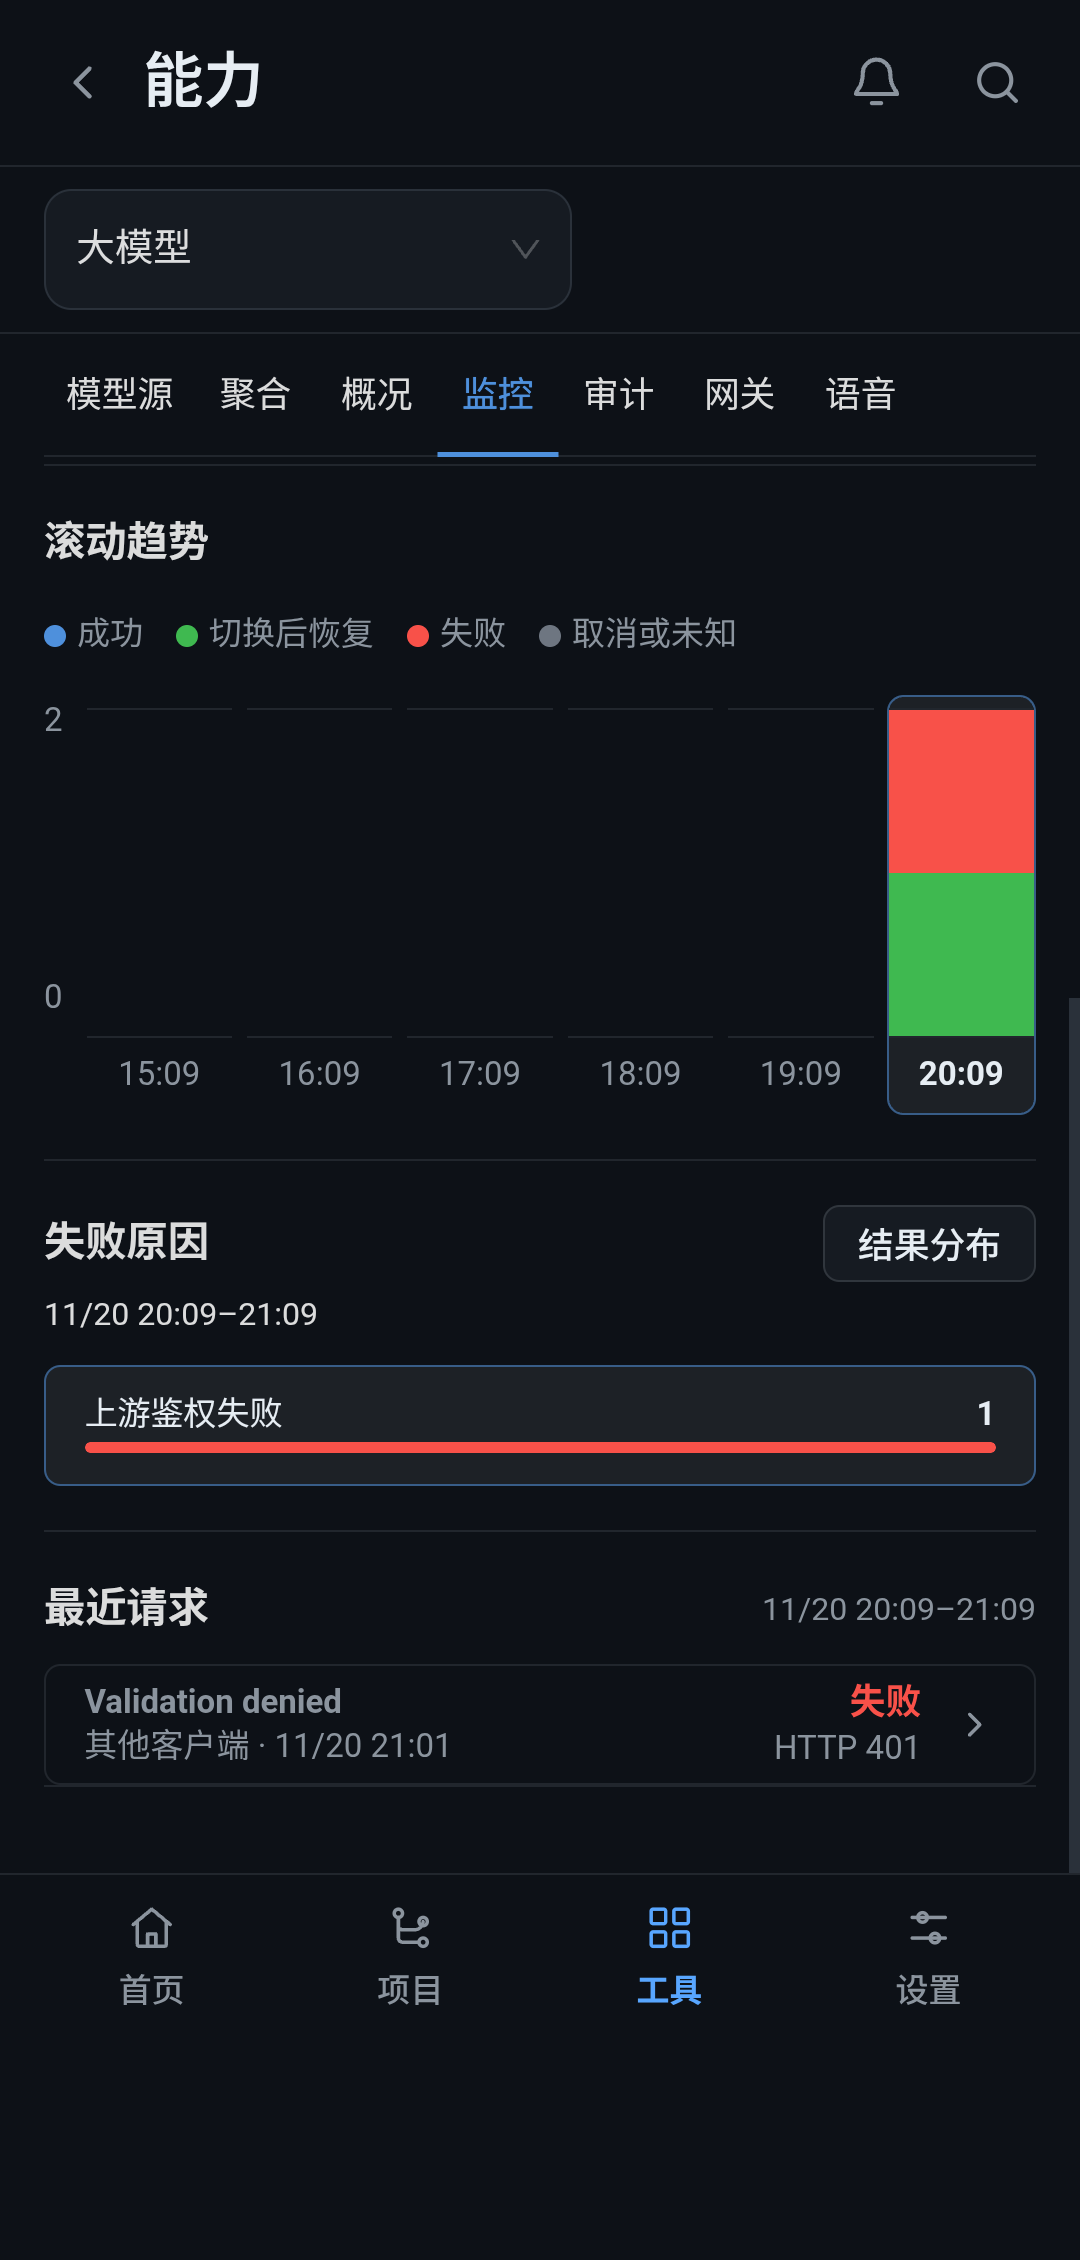 能力
大模型
模型源 聚合 概况 监控 审计 网关 语音
滚动趋势
成功 切换后恢复 失败 取消或未知
2
0
15:09 16:09 17:09 18:09 19:09 20:09
失败原因 结果分布
11/20 20:09–21:09
上游鉴权失败 1
最近请求 11/20 20:09–21:09
Validation denied 失败
其他客户端 · 11/20 21:01 HTTP 401
首页 项目 工具 设置